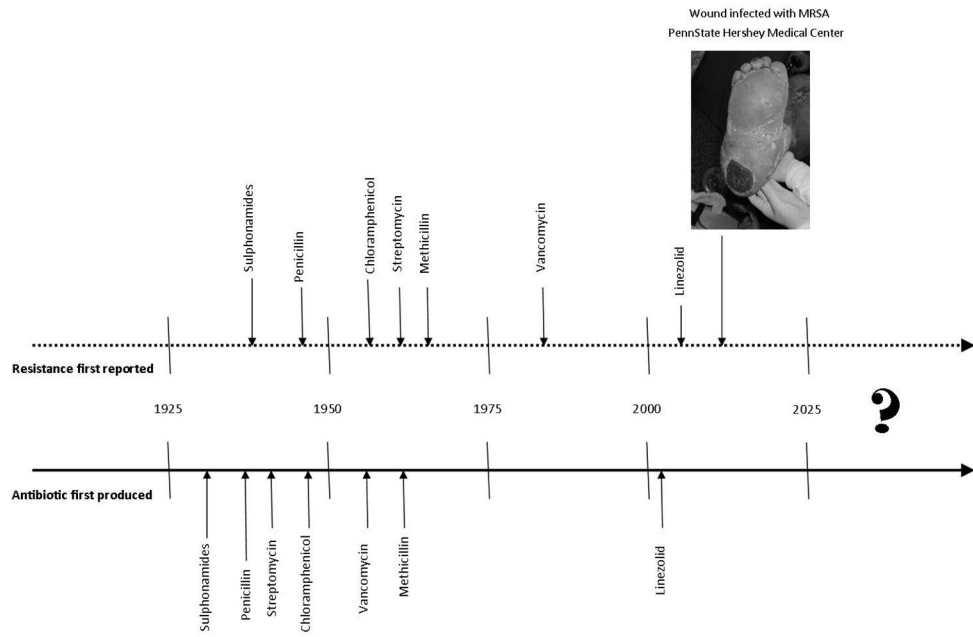 Wound infected with MRSA
PennState Hershey Medical Center
Sulphonamides
Penicillin
Chloramphenicol
Streptomycin
Methicillin
Vancomycin
Linezolid
Resistance first reported
1925
1950
1975
2000
2025
?
Antibiotic first produced
Sulphonamides
Penicillin
Streptomycin
Chloramphenicol
Vancomycin
Methicillin
Linezolid